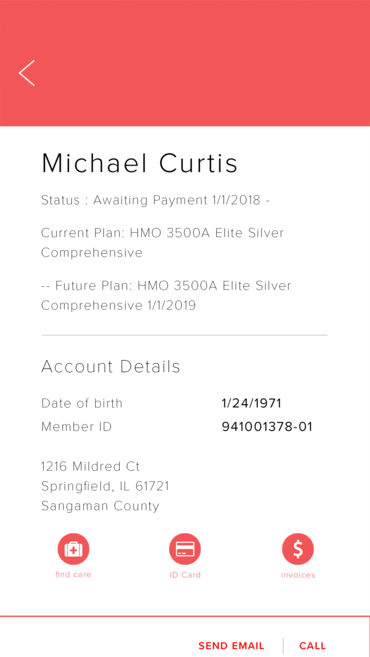 Michael Curtis
Status : Awaiting Payment 1/1/2018 -
Current Plan: HMO 3500A Elite Silver
Comprehensive
-- Future Plan: HMO 3500A Elite Silver
Comprehensive 1/1/2019
Account Details
Date of birth 1/24/1971
Member ID 941001378-01
1216 Mildred Ct
Springfield, IL 61721
Sangaman County
find care ID Card invoices
SEND EMAIL CALL